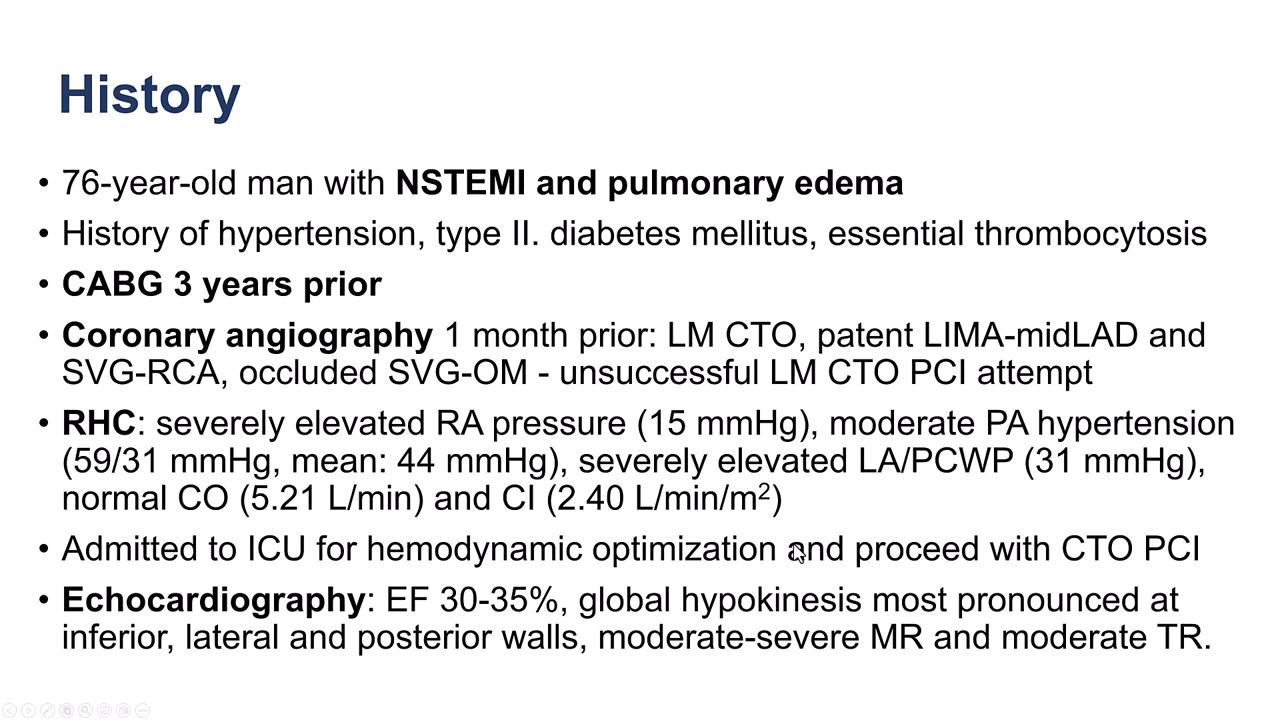 History
• 76-year-old man with NSTEMI and pulmonary edema
• History of hypertension, type II. diabetes mellitus, essential thrombocytosis
• CABG 3 years prior
• Coronary angiography 1 month prior: LM CTO, patent LIMA-midLAD and
SVG-RCA, occluded SVG-OM - unsuccessful LM CTO PCI attempt
• RHC: severely elevated RA pressure (15 mmHg), moderate PA hypertension
(59/31 mmHg, mean: 44 mmHg), severely elevated LA/PCWP (31 mmHg),
normal CO (5.21 L/min) and CI (2.40 L/min/m²)
• Admitted to ICU for hemodynamic optimization and proceed with CTO PCI
• Echocardiography: EF 30-35%, global hypokinesis most pronounced at
inferior, lateral and posterior walls, moderate-severe MR and moderate TR.